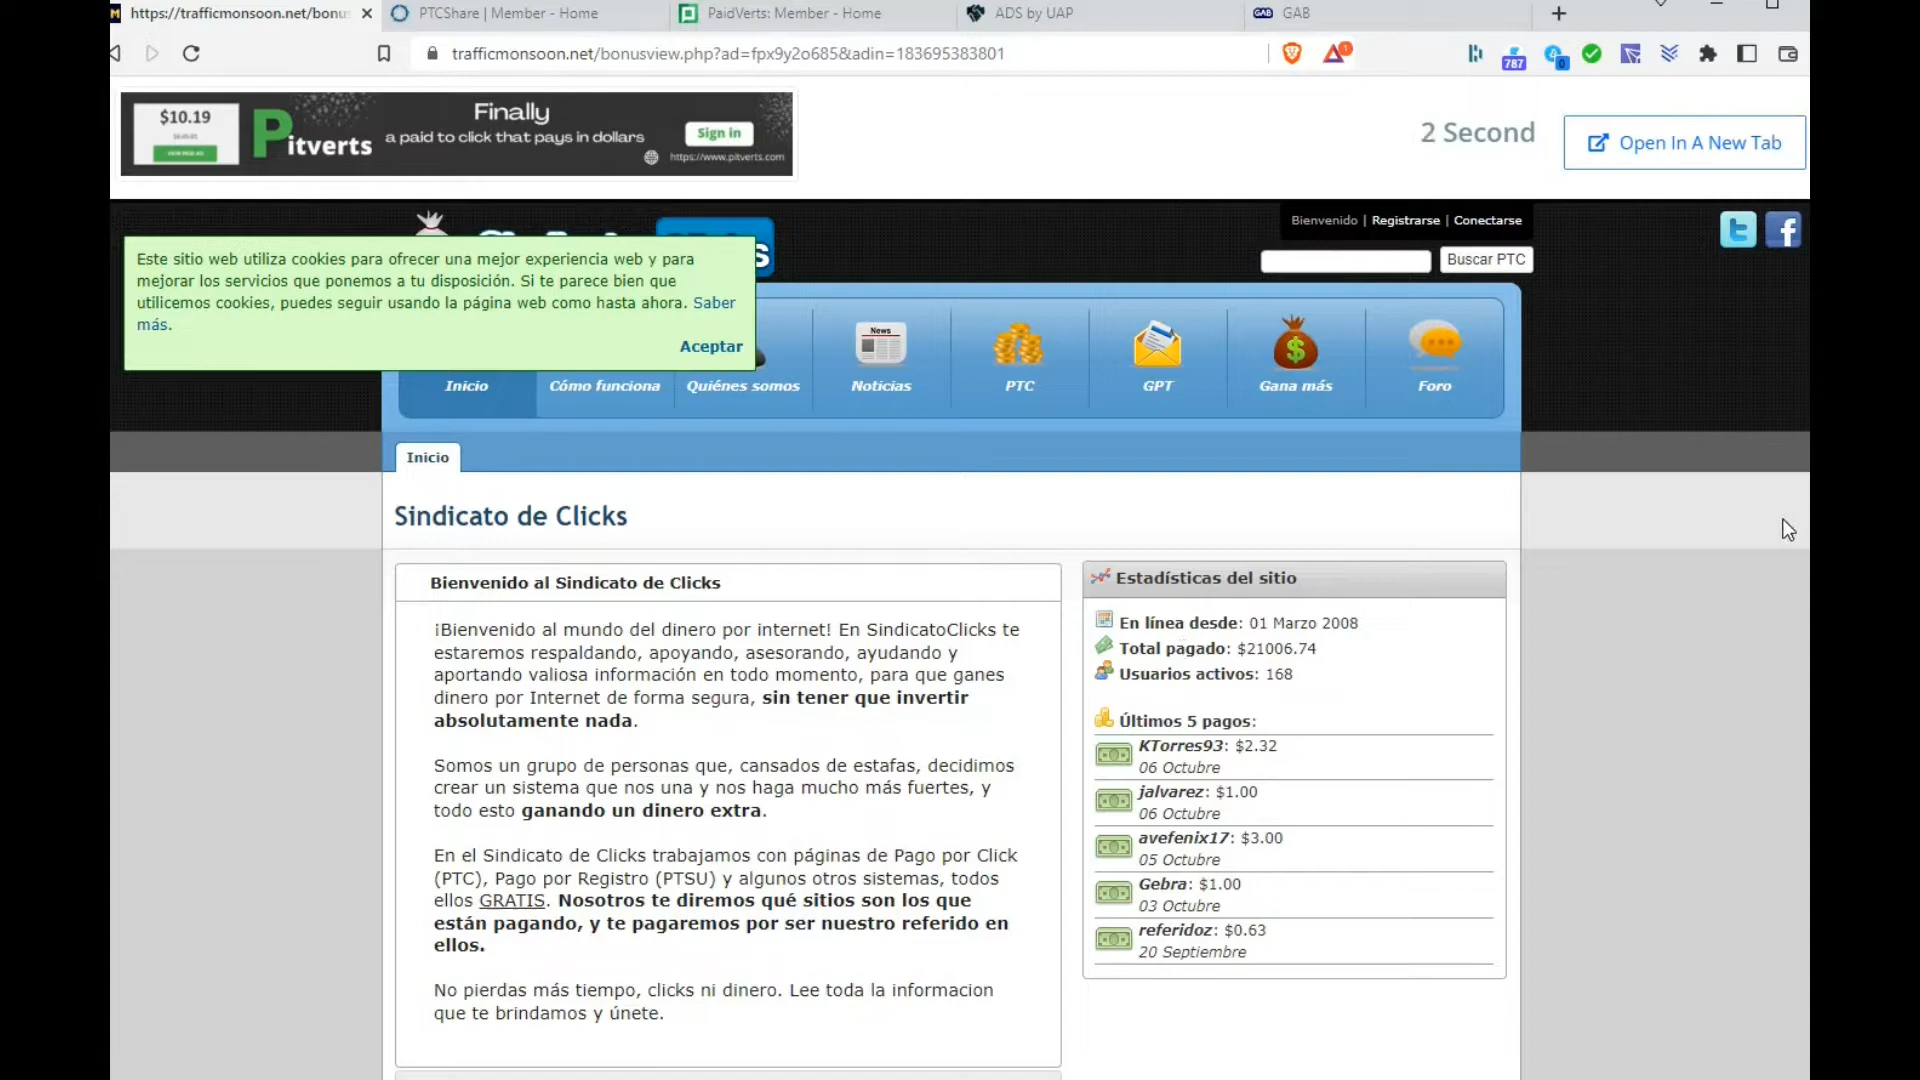 https://trafficmonsoon.net/bonus
PTCShare | Member - Home
PaidVerts: Member - Home
ADS by UAP
GAB
GAB
trafficmonsoon.net/bonusview.php?ad=fpx9y2o685&adin=183695383801
1
787
0
$10.19
VIEW PAID AD
Pitverts
Finally
a paid to click that pays in dollars
Sign in
https://www.pitverts.com
2 Second
Open In A New Tab
Bienvenido | Registrarse | Conectarse
Buscar PTC
Este sitio web utiliza cookies para ofrecer una mejor experiencia web y para
mejorar los servicios que ponemos a tu disposición. Si te parece bien que
utilicemos cookies, puedes seguir usando la página web como hasta ahora. Saber
más.
Aceptar
News
Inicio
Cómo funciona
Quiénes somos
Noticias
PTC
GPT
Gana más
Foro
Inicio
Sindicato de Clicks
Bienvenido al Sindicato de Clicks
¡Bienvenido al mundo del dinero por internet! En SindicatoClicks te
estaremos respaldando, apoyando, asesorando, ayudando y
aportando valiosa información en todo momento, para que ganes
dinero por Internet de forma segura, sin tener que invertir
absolutamente nada.
Somos un grupo de personas que, cansados de estafas, decidimos
crear un sistema que nos una y nos haga mucho más fuertes, y
todo esto ganando un dinero extra.
En el Sindicato de Clicks trabajamos con páginas de Pago por Click
(PTC), Pago por Registro (PTSU) y algunos otros sistemas, todos
ellos GRATIS. Nosotros te diremos qué sitios son los que
están pagando, y te pagaremos por ser nuestro referido en
ellos.
No pierdas más tiempo, clicks ni dinero. Lee toda la informacion
que te brindamos y únete.
Estadísticas del sitio
En línea desde: 01 Marzo 2008
Total pagado: $21006.74
Usuarios activos: 168
Últimos 5 pagos:
KTorres93: $2.32
06 Octubre
jalvarez: $1.00
06 Octubre
avefenix17: $3.00
05 Octubre
Gebra: $1.00
03 Octubre
referidoz: $0.63
20 Septiembre